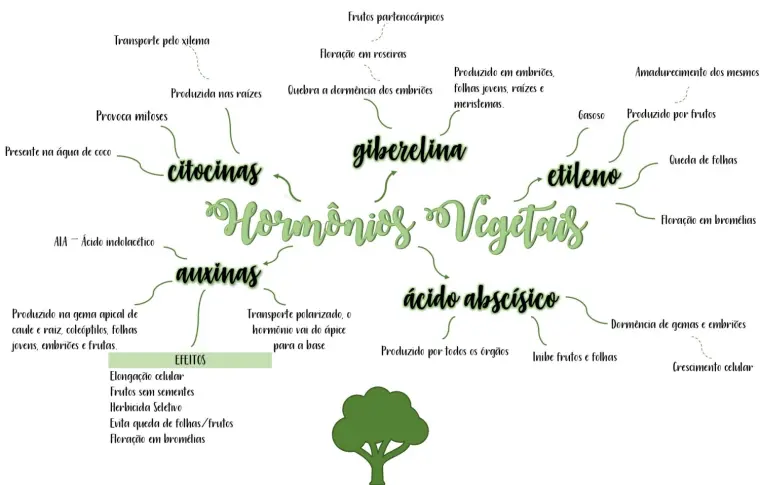 Frutos partenocárpicos
Transporte pelo xilema
Floração em roseiras
Produzida nas raízes
Quebra a dormência dos embriões
Produzido em embriões,
folhas jovens, raízes e
meristemas.
Amadurecimento dos mesmos
Provoca mitoses
Gasoso
Produzido por frutos
Presente na água de coco
citocinas
giberelina
etileno
Queda de folhas
Hormônios Vegetais
Floração em bromélias
AIA – Ácido indolacético
auxinas
ácido abscísico
Produzido na gema apical de
caule e raiz, coleóptilos, folhas
jovens, embriões e frutas.
Transporte polarizado, o
hormônio vai do ápice
para a base
Dormência de gemas e embriões
Produzido por todos os órgãos
Inibe frutos e folhas
Crescimento celular
EFEITOS
Elongação celular
Frutos sem sementes
Herbicida Seletivo
Evita queda de folhas/frutos
Floração em bromélias